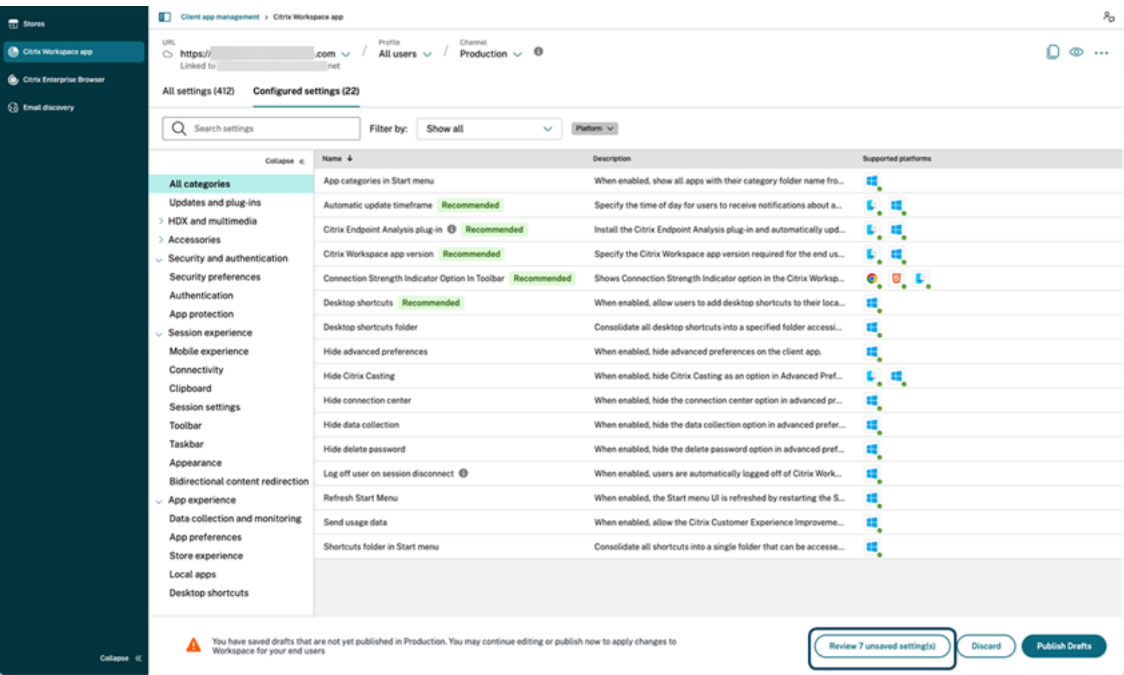 Stores
Citrix Workspace app
Citrix Enterprise Browser
Email discovery
Collapse
Client app management › Citrix Workspace app
URL
https:// .com
Linked to net
/
Profile
All users
/
Channel
Production
All settings (412)
Configured settings (22)
Search settings
Filter by:
Show all
Platform
Collapse
All categories
Updates and plug-ins
HDX and multimedia
Accessories
Security and authentication
Security preferences
Authentication
App protection
Session experience
Mobile experience
Connectivity
Clipboard
Session settings
Toolbar
Taskbar
Appearance
Bidirectional content redirection
App experience
Data collection and monitoring
App preferences
Store experience
Local apps
Desktop shortcuts
Name Description Supported platforms
App categories in Start menu When enabled, show all apps with their category folder name fro...
Automatic update timeframe Recommended Specify the time of day for users to receive notifications about a...
Citrix Endpoint Analysis plug-in Recommended Install the Citrix Endpoint Analysis plug-in and automatically upd...
Citrix Workspace app version Recommended Specify the Citrix Workspace app version required for the end us...
Connection Strength Indicator Option In Toolbar Recommended Shows Connection Strength Indicator option in the Citrix Worksp...
Desktop shortcuts Recommended When enabled, allow users to add desktop shortcuts to their loca...
Desktop shortcuts folder Consolidate all desktop shortcuts into a specified folder accessi...
Hide advanced preferences When enabled, hide advanced preferences on the client app.
Hide Citrix Casting When enabled, hide Citrix Casting as an option in Advanced Pref...
Hide connection center When enabled, hide the connection center option in advanced pr...
Hide data collection When enabled, hide the data collection option in advanced prefer...
Hide delete password When enabled, hide the delete password option in advanced pref...
Log off user on session disconnect When enabled, users are automatically logged off of Citrix Work...
Refresh Start Menu When enabled, the Start menu UI is refreshed by restarting the S...
Send usage data When enabled, allow the Citrix Customer Experience Improveme...
Shortcuts folder in Start menu Consolidate all shortcuts into a single folder that can be accesse...
You have saved drafts that are not yet published in Production. You may continue editing or publish now to apply changes to
Workspace for your end users
Review 7 unsaved setting(s)
Discard
Publish Drafts